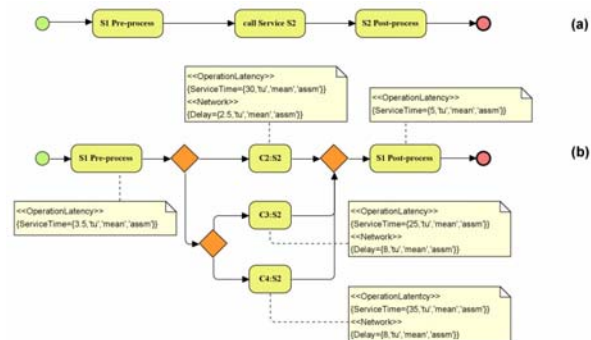 S1 Pre-process
call Service S2
S2 Post-process
(a)
<<OperationLatency>>
{ServiceTime={30,'tu','mean','assm'}}
<<Network>>
{Delay={2.5,'tu','mean','assm'}}
<<OperationLatency>>
{ServiceTime={5,'tu','mean','assm'}}
S1 Pre-process
C2:S2
S1 Post-process
(b)
<<OperationLatency>>
{ServiceTime={3.5,'tu','mean','assm'}}
C3:S2
<<OperationLatency>>
{ServiceTime={25,'tu','mean','assm'}}
<<Network>>
{Delay={8,'tu','mean','assm'}}
C4:S2
<<OperationLatentcy>>
{ServiceTime={35,'tu','mean','assm'}}
<<Network>>
{Delay={8,'tu','mean','assm'}}